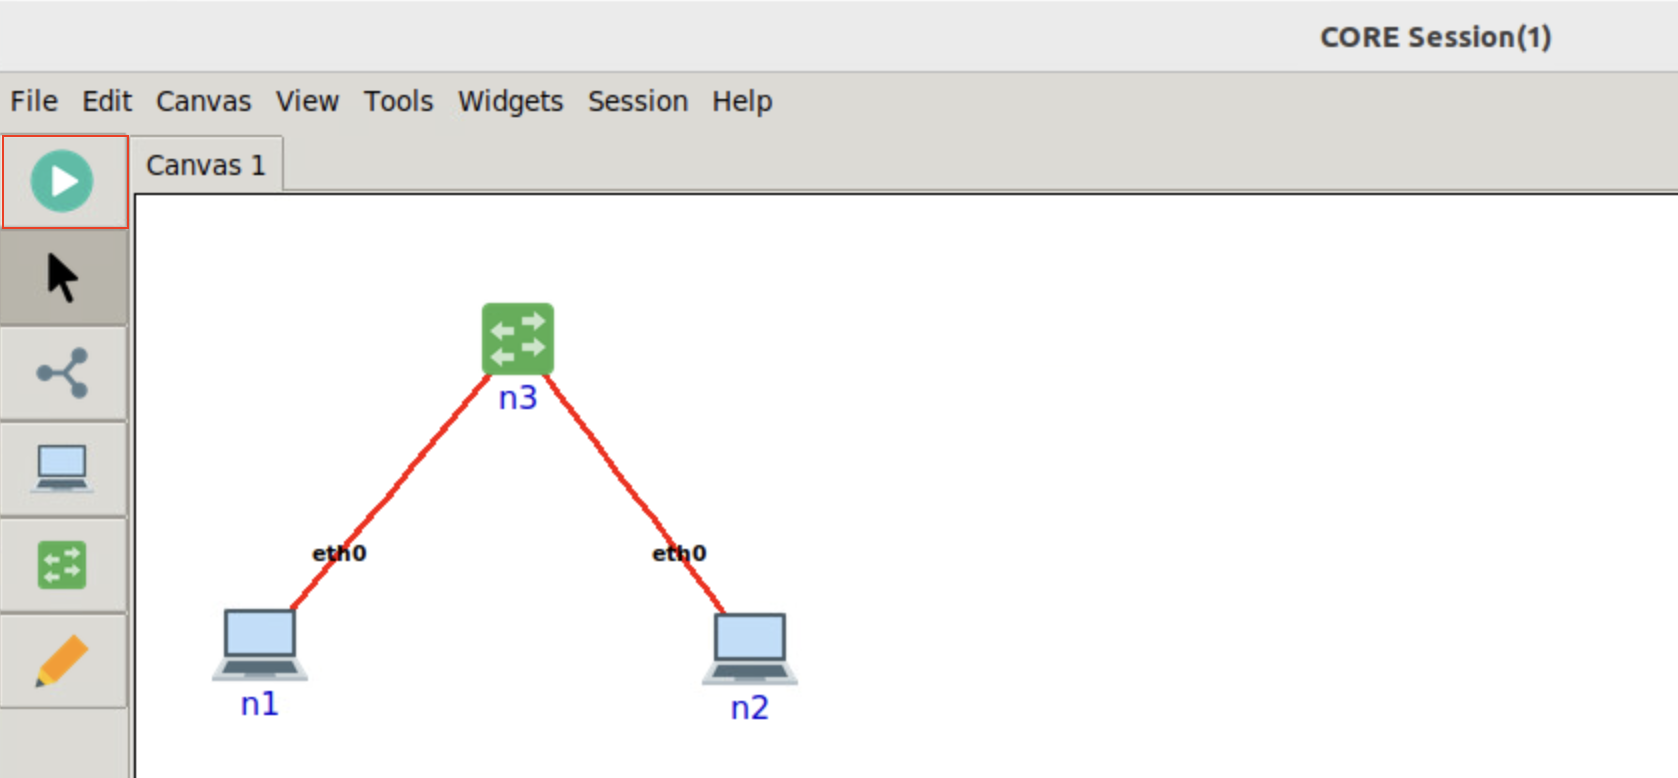 CORE Session(1)
File Edit Canvas View Tools Widgets Session Help
Canvas 1
n3
eth0 eth0
n1
n2